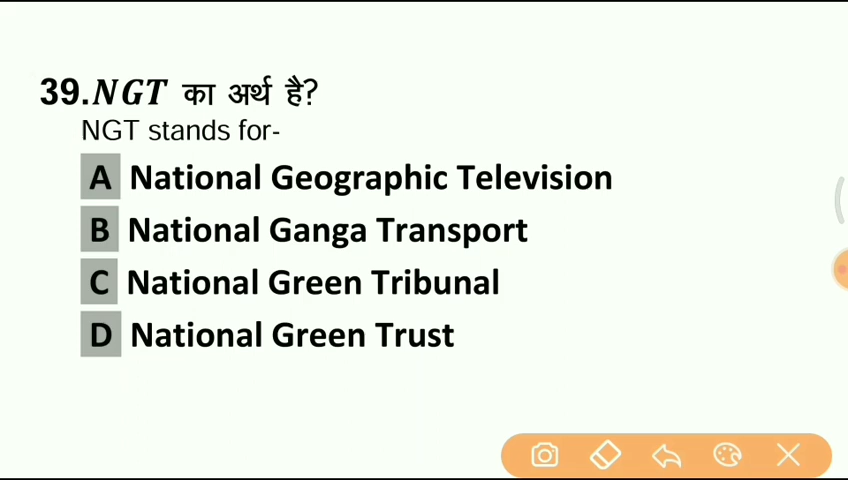 39.NGT का अर्थ है?
NGT stands for-
A National Geographic Television
B National Ganga Transport
C National Green Tribunal
D National Green Trust